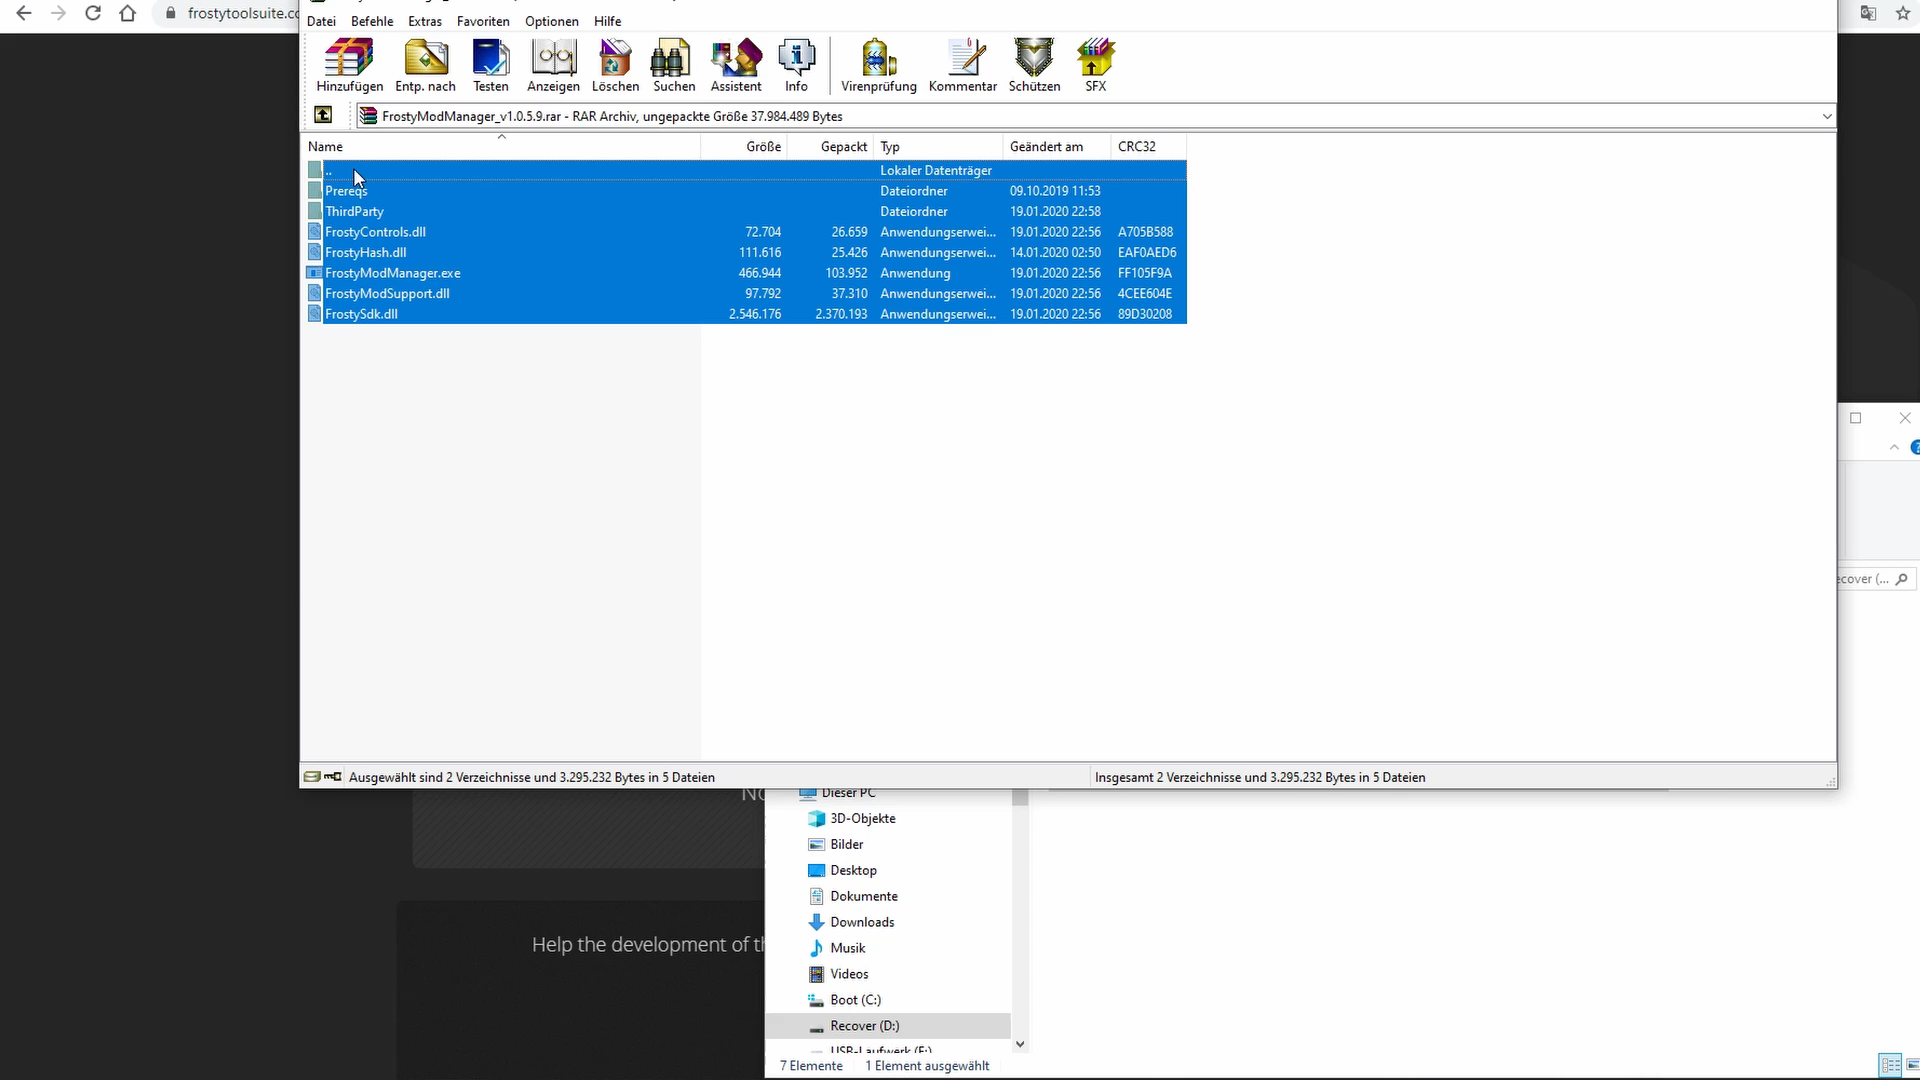 frostytoolsuite.co
Datei Befehle Extras Favoriten Optionen Hilfe
Hinzufügen Entp. nach Testen Anzeigen Löschen Suchen Assistent Info Virenprüfung Kommentar Schützen SFX
FrostyModManager_v1.0.5.9.rar - RAR Archiv, ungepackte Größe 37.984.489 Bytes
Name Größe Gepackt Typ Geändert am CRC32
.. Lokaler Datenträger
Prereqs Dateiordner 09.10.2019 11:53
ThirdParty Dateiordner 19.01.2020 22:58
FrostyControls.dll 72.704 26.659 Anwendungserwei... 19.01.2020 22:56 A705B588
FrostyHash.dll 111.616 25.426 Anwendungserwei... 14.01.2020 02:50 EAF0AED6
FrostyModManager.exe 466.944 103.952 Anwendung 19.01.2020 22:56 FF105F9A
FrostyModSupport.dll 97.792 37.310 Anwendungserwei... 19.01.2020 22:56 4CEE604E
FrostySdk.dll 2.546.176 2.370.193 Anwendungserwei... 19.01.2020 22:56 89D30208
ecover (...
Ausgewählt sind 2 Verzeichnisse und 3.295.232 Bytes in 5 Dateien
Insgesamt 2 Verzeichnisse und 3.295.232 Bytes in 5 Dateien
No
Help the development of th
Dieser PC
3D-Objekte
Bilder
Desktop
Dokumente
Downloads
Musik
Videos
Boot (C:)
Recover (D:)
USB-Laufwerk (E:)
7 Elemente 1 Element ausgewählt